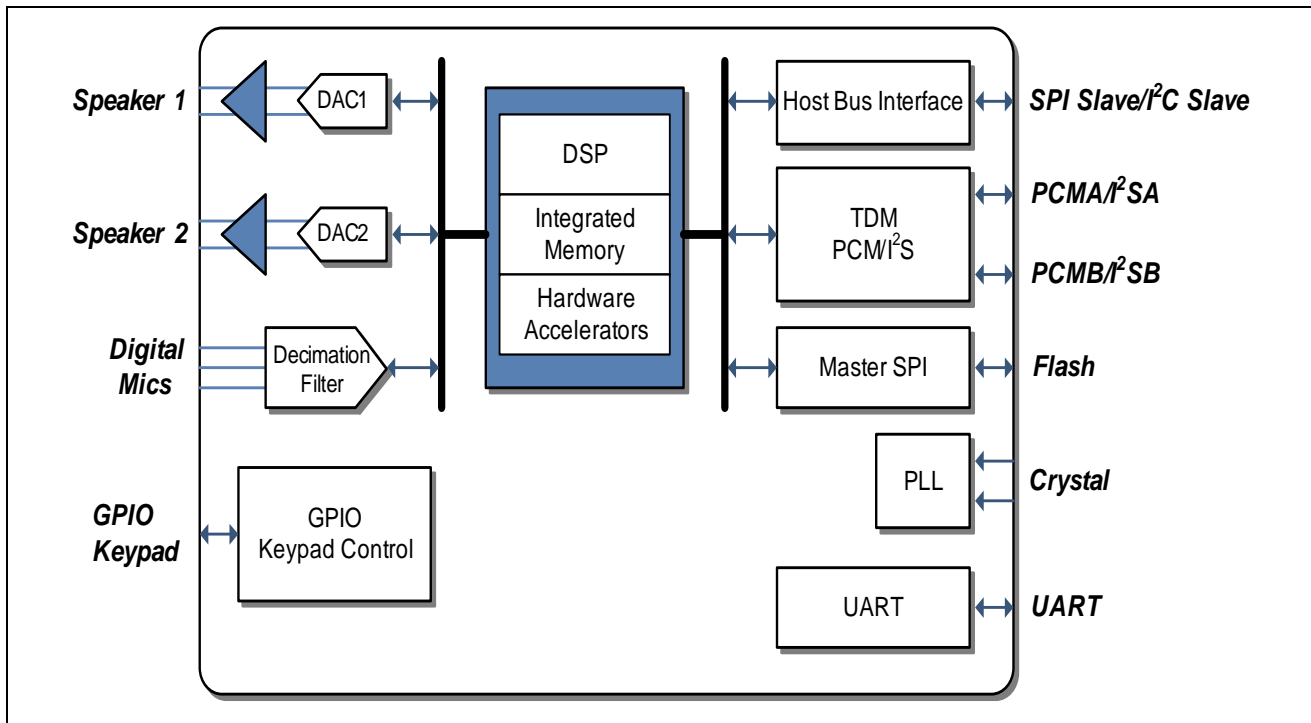 Speaker 1
DAC1
Speaker 2
DAC2
Digital
Mics
Decimation
Filter
GPIO
Keypad
GPIO
Keypad Control
DSP
Integrated
Memory
Hardware
Accelerators
Host Bus Interface
SPI Slave/I²C Slave
TDM
PCM/I²S
PCMA/I²SA
PCMB/I²SB
Master SPI
Flash
PLL
Crystal
UART
UART